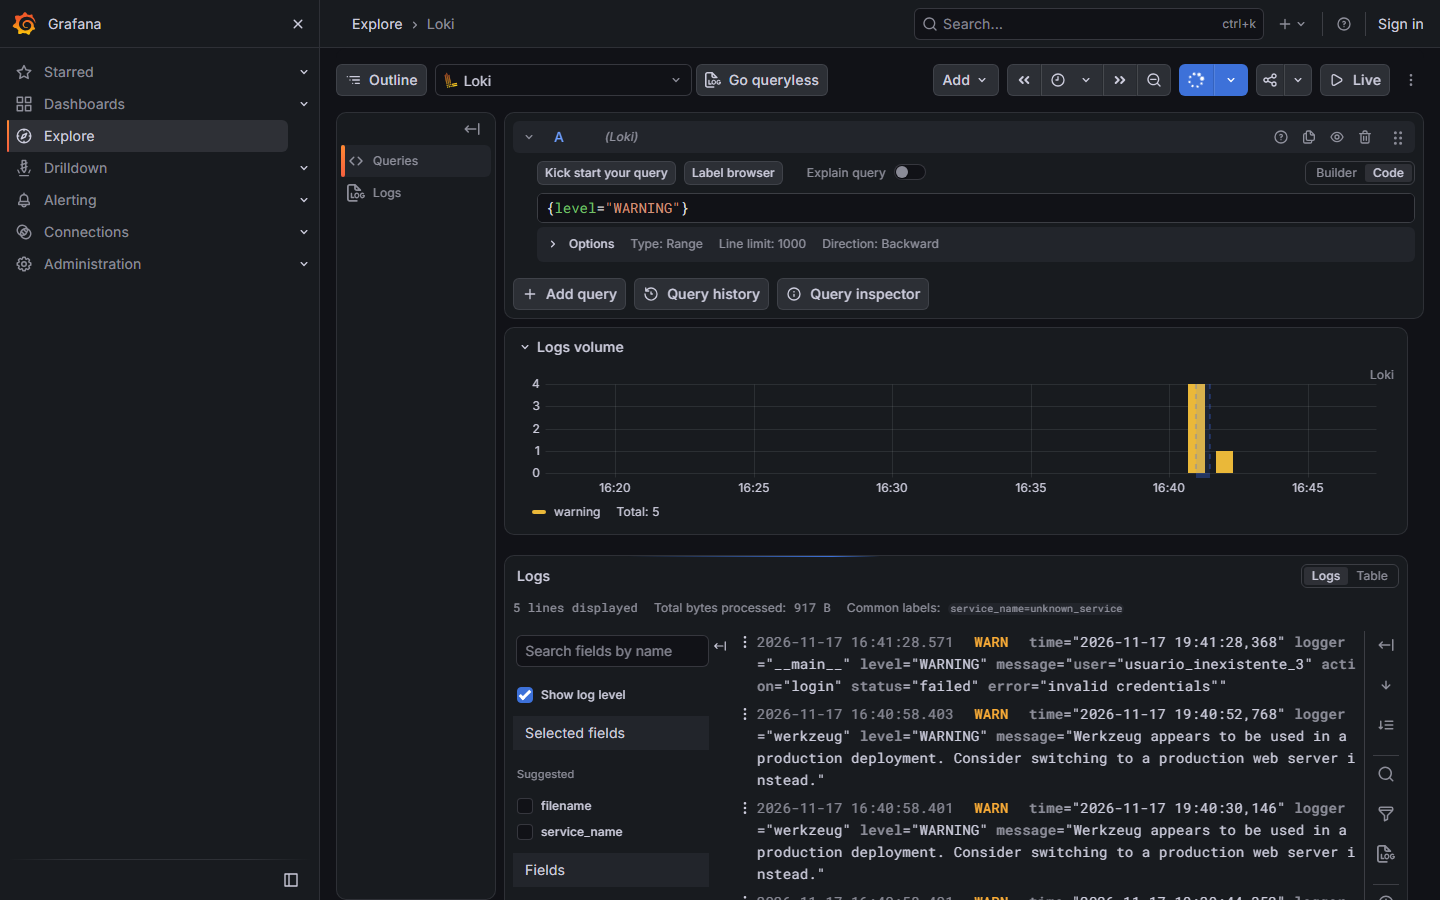 Grafana
Explore › Loki
Search...
ctrl+k
Sign in
Starred
Dashboards
Explore
Drilldown
Alerting
Connections
Administration
Outline
Loki
Go queryless
Add
Live
Queries
Logs
A
(Loki)
Kick start your query
Label browser
Explain query
Builder
Code
{level="WARNING"}
Options
Type: Range
Line limit: 1000
Direction: Backward
Add query
Query history
Query inspector
Logs volume
Loki
4
3
2
1
0
16:20
16:25
16:30
16:35
16:40
16:45
warning
Total: 5
Logs
Logs
Table
5 lines displayed
Total bytes processed: 917 B
Common labels: service_name=unknown_service
Search fields by name
Show log level
Selected fields
Suggested
filename
service_name
Fields
2026-11-17 16:41:28.571 WARN time="2026-11-17 19:41:28,368" logger
="__main__" level="WARNING" message="user="usuario_inexistente_3" acti
on="login" status="failed" error="invalid credentials""
2026-11-17 16:40:58.403 WARN time="2026-11-17 19:40:52,768" logger
="werkzeug" level="WARNING" message="Werkzeug appears to be used in a
production deployment. Consider switching to a production web server i
nstead."
2026-11-17 16:40:58.401 WARN time="2026-11-17 19:40:30,146" logger
="werkzeug" level="WARNING" message="Werkzeug appears to be used in a
production deployment. Consider switching to a production web server i
nstead."